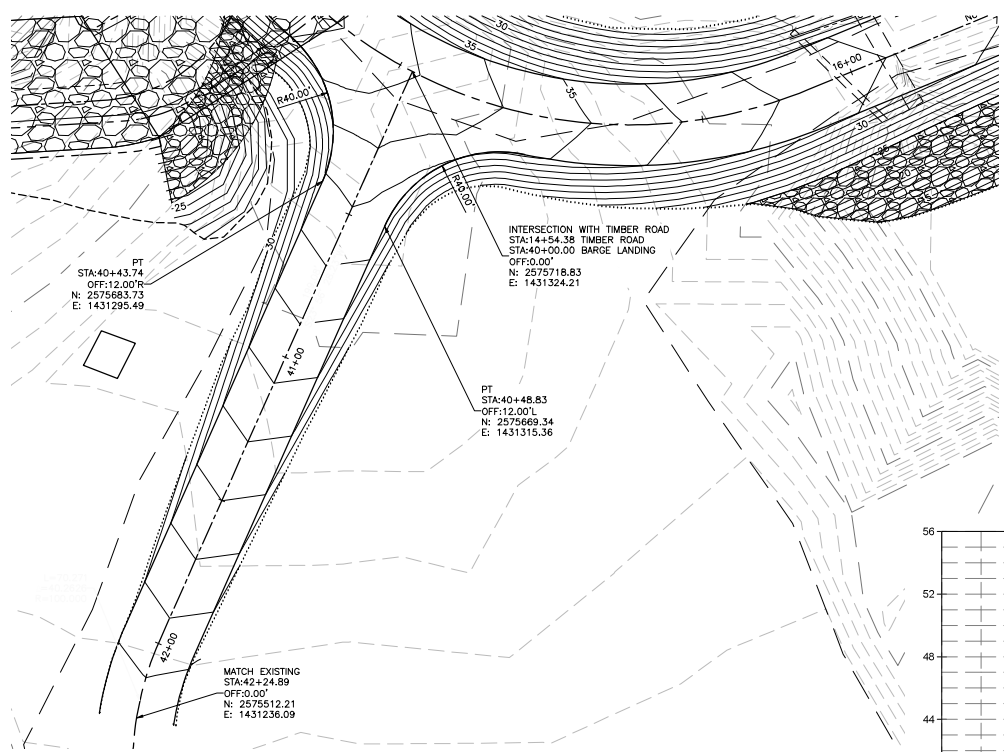 30
35
16+00
R40.00'
35
30
25
20
R40.00'
25
30
INTERSECTION WITH TIMBER ROAD
STA:14+54.38 TIMBER ROAD
STA:40+00.00 BARGE LANDING
OFF:0.00'
N: 2575718.83
E: 1431324.21
PT
STA:40+43.74
OFF:12.00'R
N: 2575683.73
E: 1431295.49
41+00
PT
STA:40+48.83
OFF:12.00'L
N: 2575669.34
E: 1431315.36
42+00
MATCH EXISTING
STA:42+24.89
OFF:0.00'
N: 2575512.21
E: 1431236.09
56
52
48
44